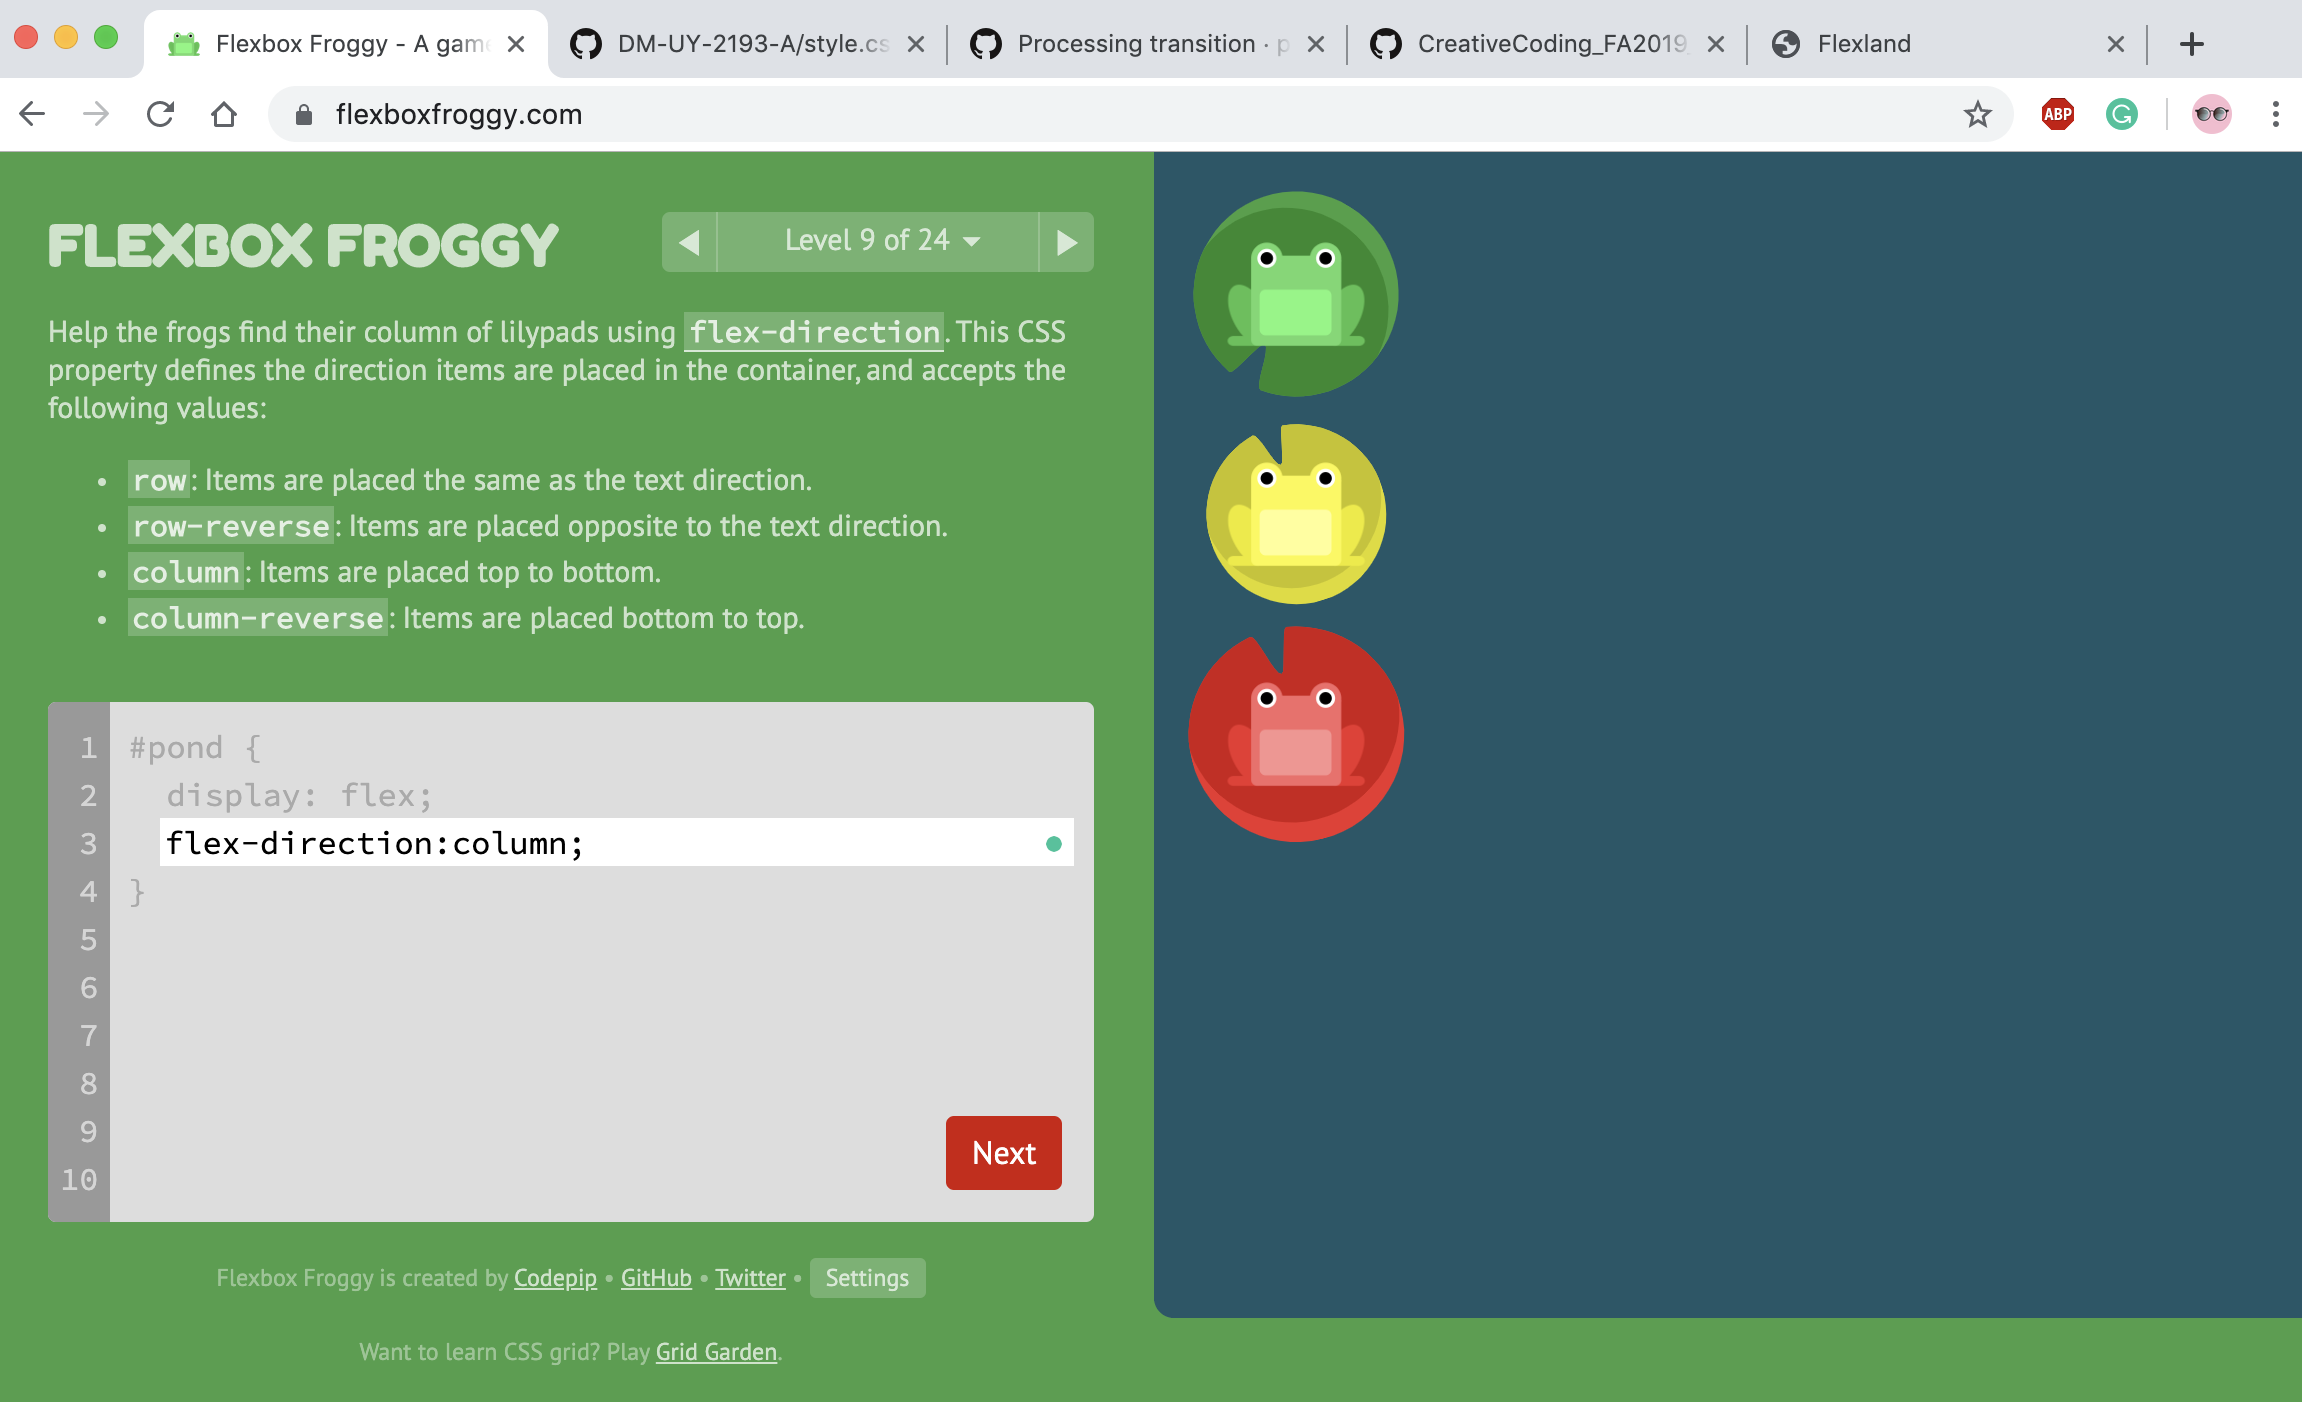 Flexbox Froggy - A game
DM-UY-2193-A/style.cs
Processing transition · p
CreativeCoding_FA2019_
Flexland
flexboxfroggy.com
ABP
FLEXBOX FROGGY
Level 9 of 24
Help the frogs find their column of lilypads using flex-direction. This CSS
property defines the direction items are placed in the container, and accepts the
following values:
• row: Items are placed the same as the text direction.
• row-reverse: Items are placed opposite to the text direction.
• column: Items are placed top to bottom.
• column-reverse: Items are placed bottom to top.
1 #pond {
2 display: flex;
3 flex-direction:column;
4 }
5
6
7
8
9
10
Next
Flexbox Froggy is created by Codepip • GitHub • Twitter • Settings
Want to learn CSS grid? Play Grid Garden.